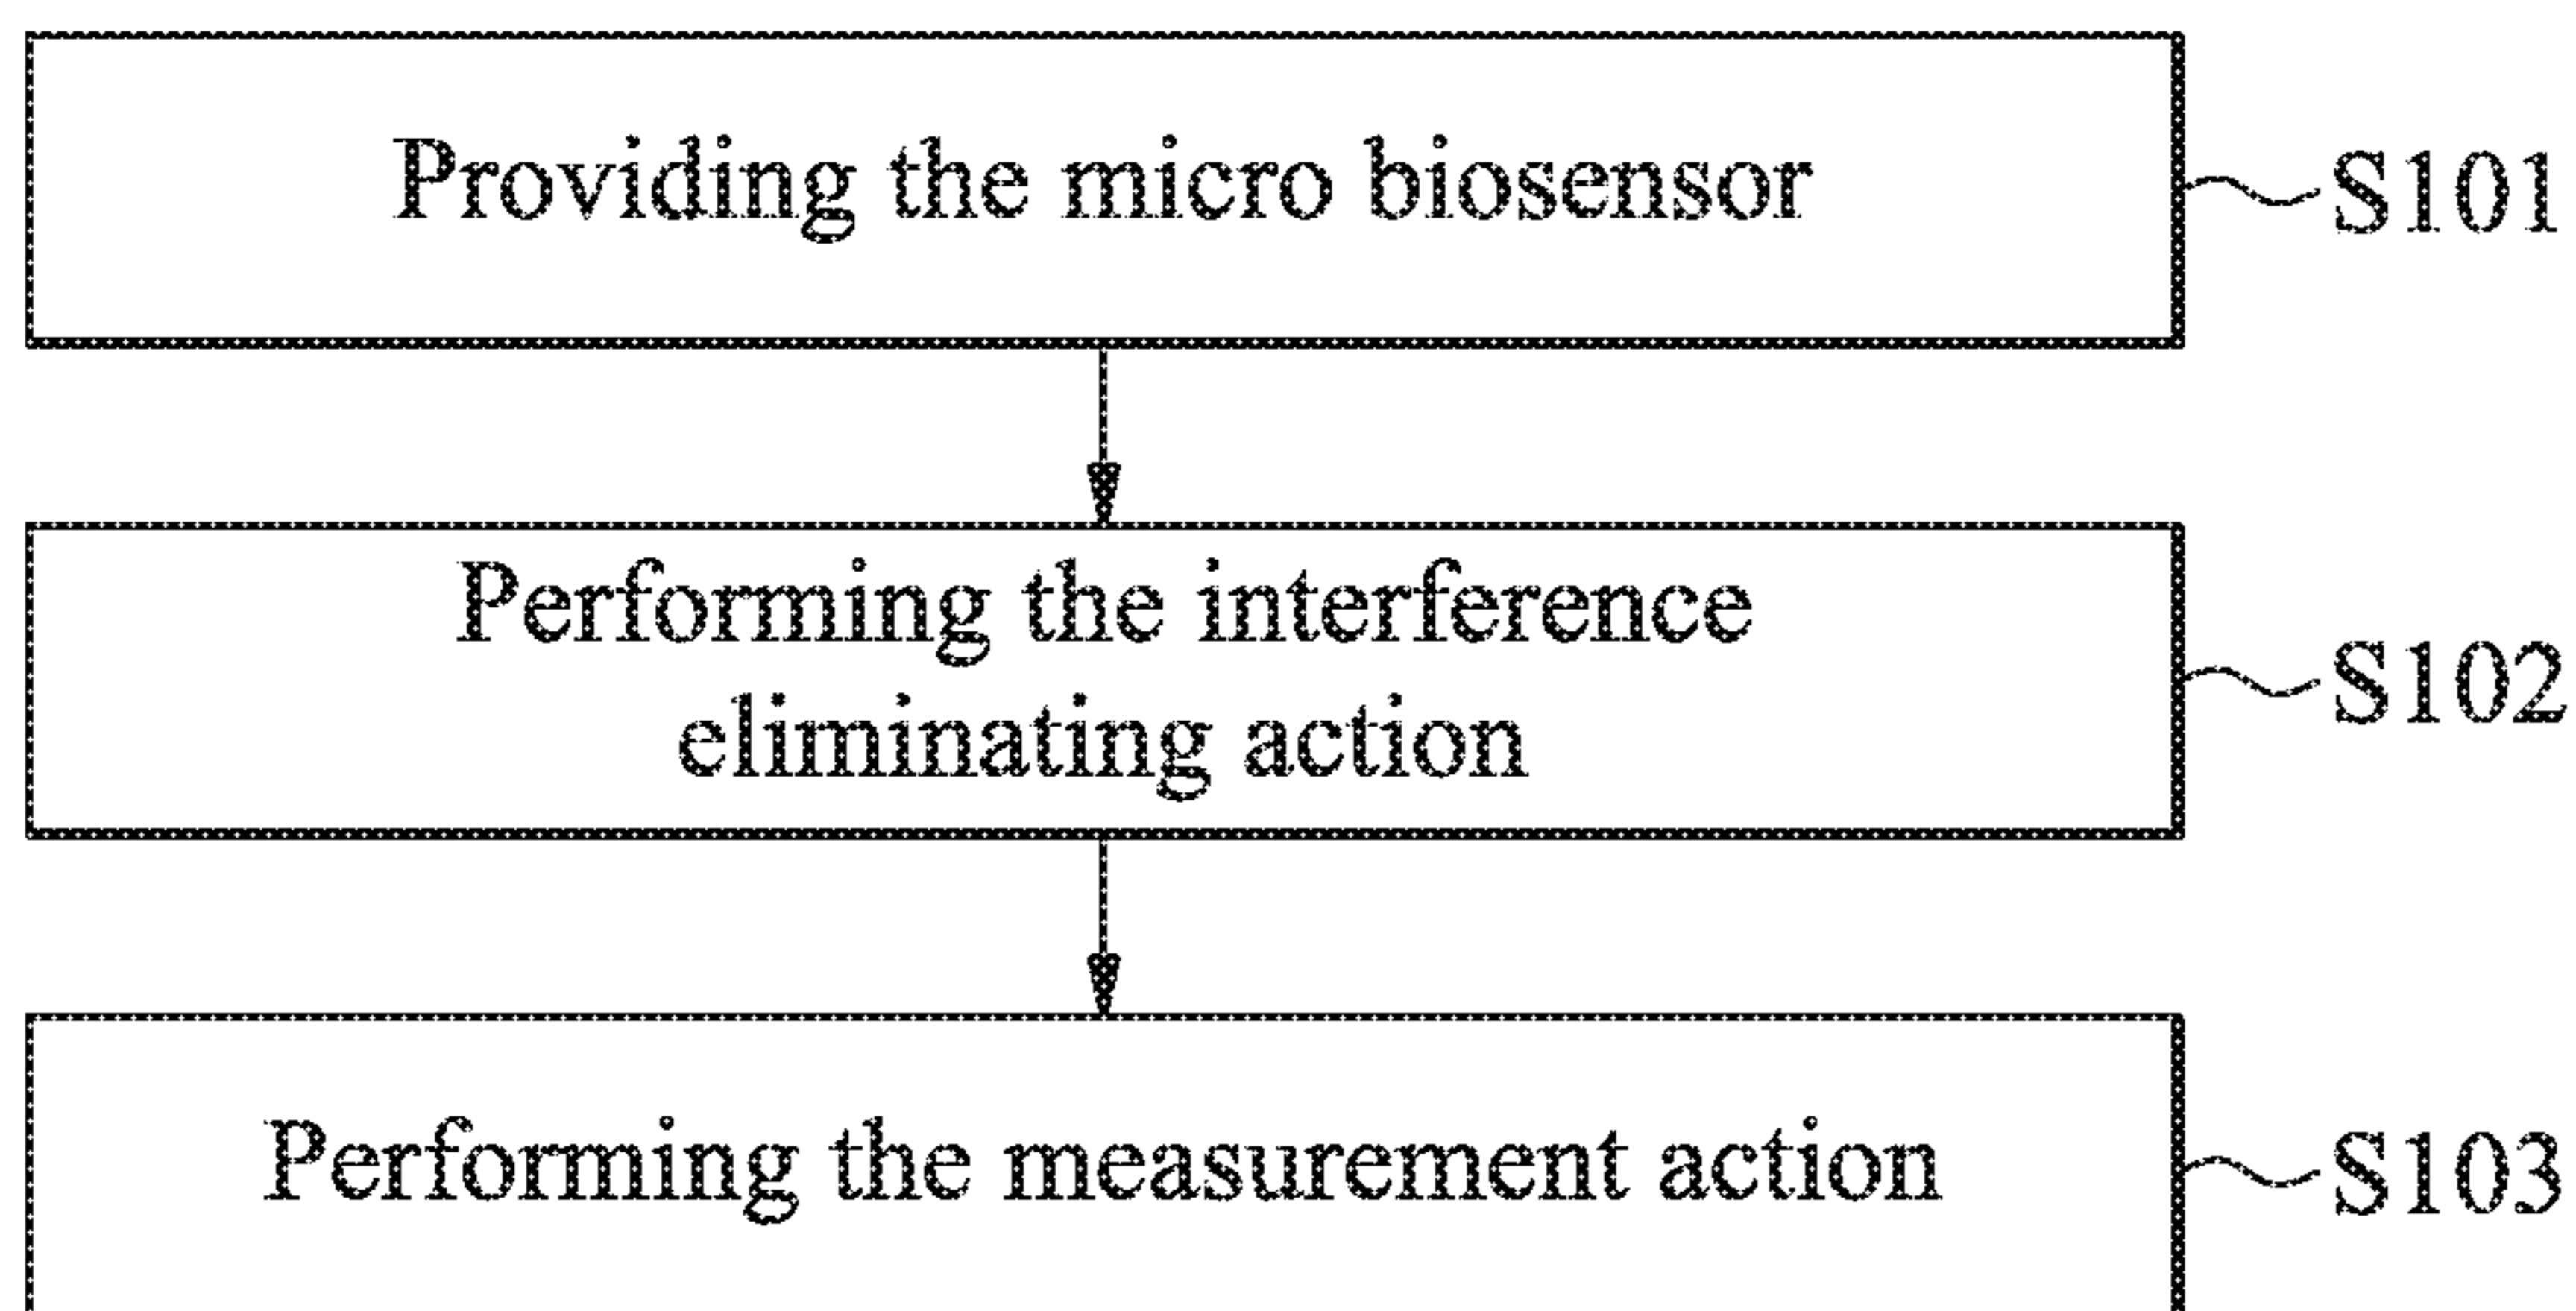 Providing the micro biosensor
S101
Performing the interference
eliminating action
S102
Performing the measurement action
S103